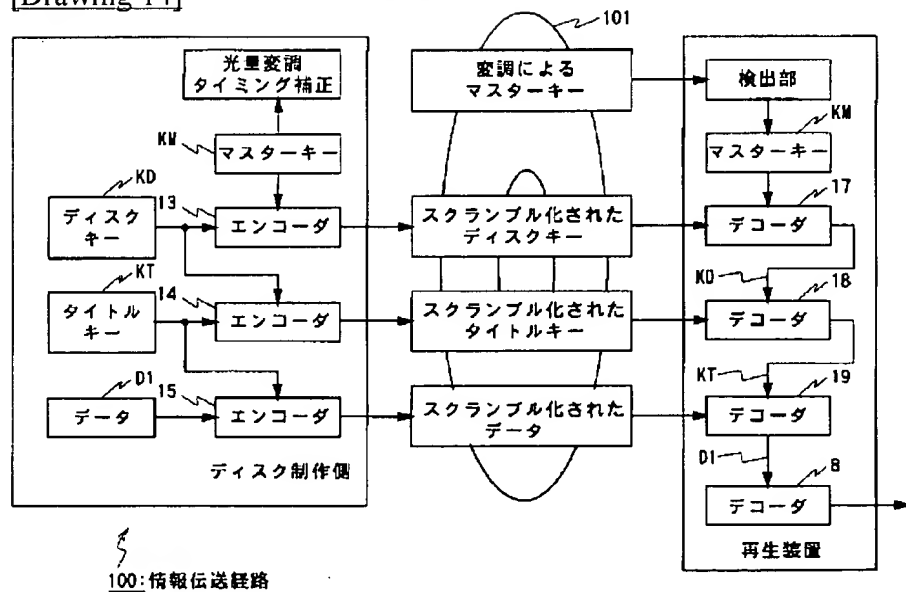 101
光量変調
タイミング補正
変調による
マスターキー
検出部
KM
マスターキー
KM
マスターキー
KD
ディスク
キー
13
エンコーダ
スクランブル化された
ディスクキー
17
デコーダ
KT
タイトル
キー
14
エンコーダ
スクランブル化された
タイトルキー
KD
18
デコーダ
D1
データ
15
エンコーダ
スクランブル化された
データ
KT
19
デコーダ
D1
8
デコーダ
ディスク制作側
再生装置
100:情報伝送経路